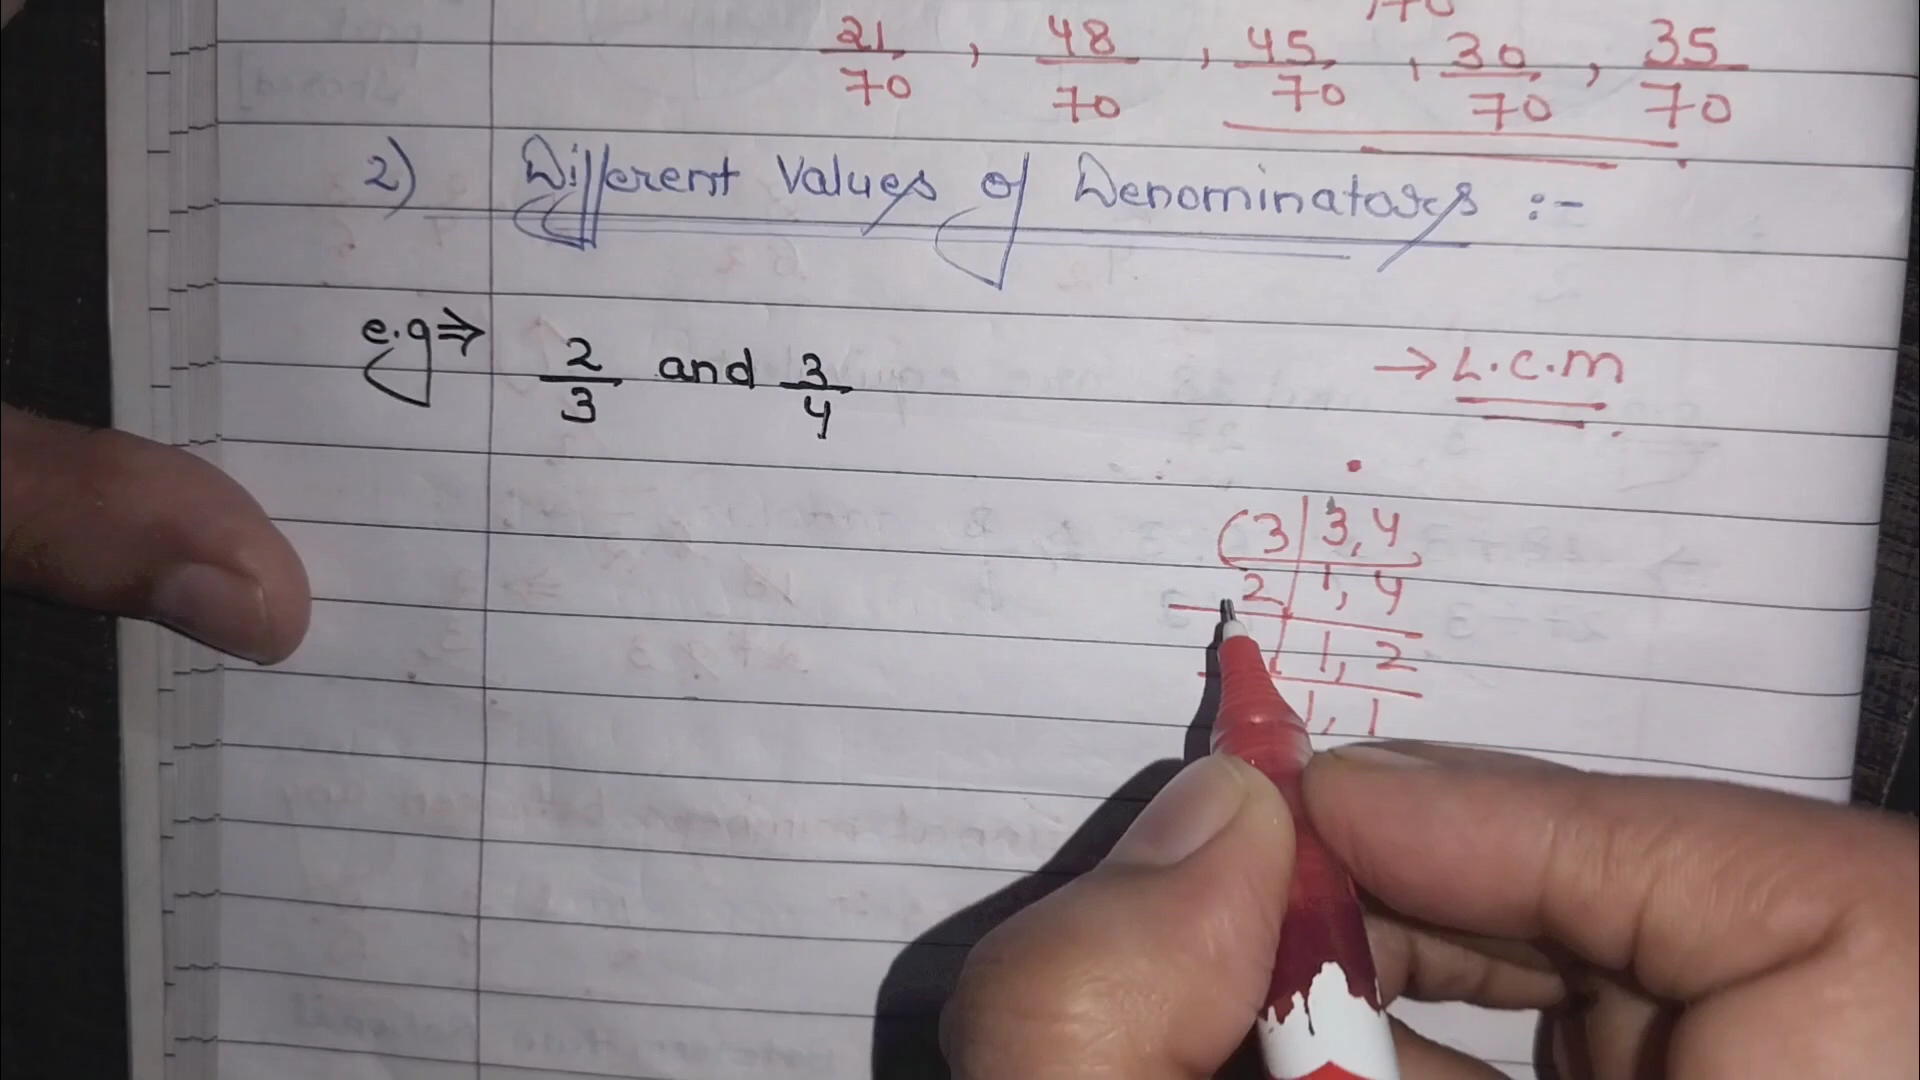 21/70 , 48/70 , 45/70 , 30/70 , 35/70
2) Different Values of Denominators :-
e.g⇒ 2/3 and 3/4 → L.C.M
3 | 3, 4
2 | 1, 4
1, 2
1, 1